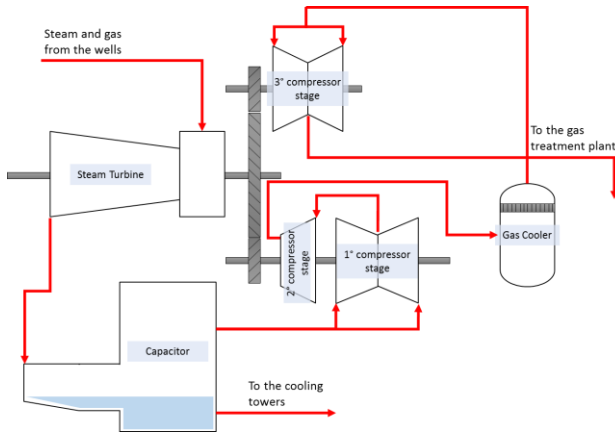 Steam and gas
from the wells
3° compressor
stage
To the gas
treatment plant
Steam Turbine
Gas Cooler
2° compressor
stage
1° compressor
stage
Capacitor
To the cooling
towers